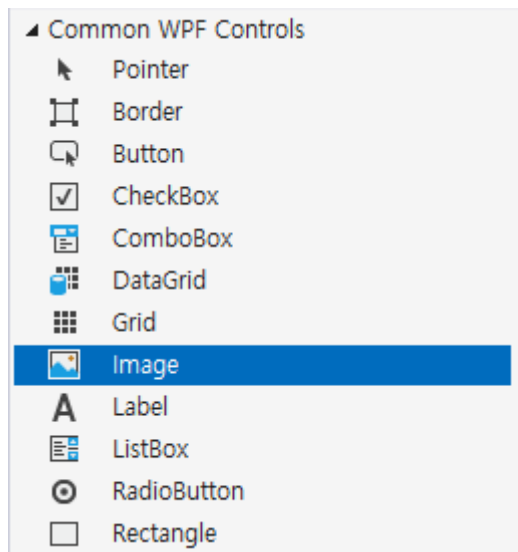 Common WPF Controls
Pointer
Border
Button
CheckBox
ComboBox
DataGrid
Grid
Image
Label
ListBox
RadioButton
Rectangle